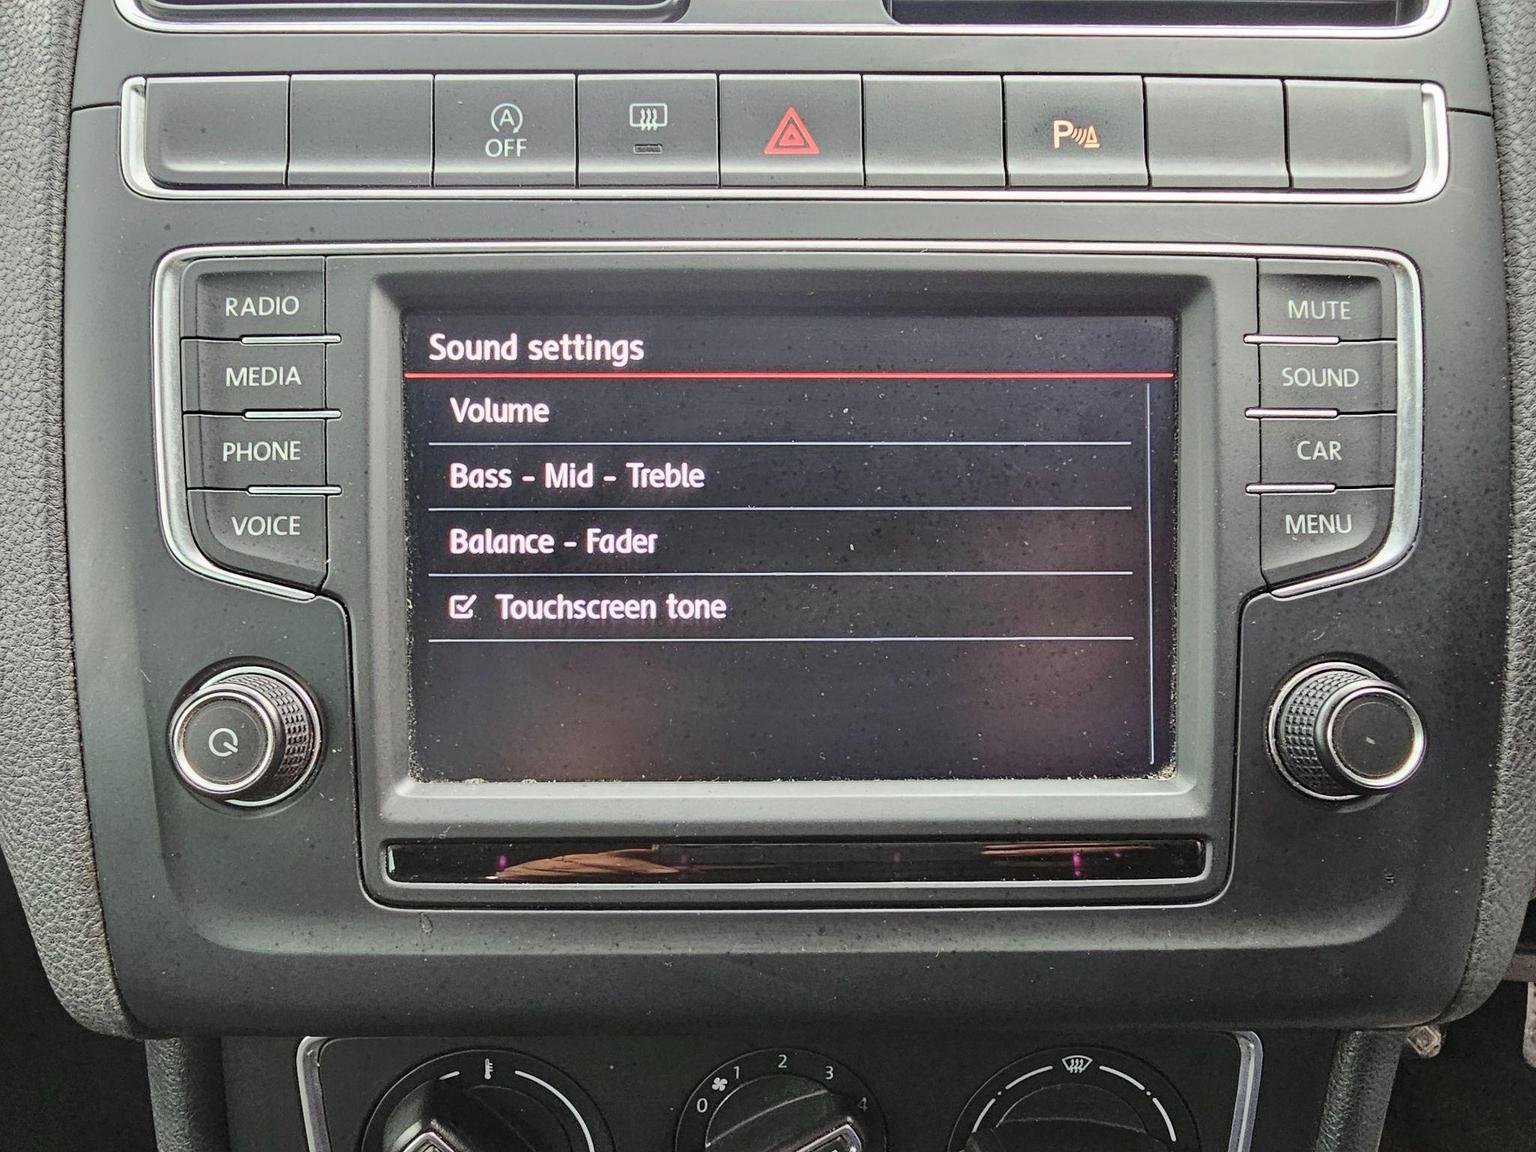 A
OFF
P
RADIO
MEDIA
PHONE
VOICE
Sound settings
Volume
Bass - Mid - Treble
Balance - Fader
Touchscreen tone
MUTE
SOUND
CAR
MENU
0
1
2
3
4